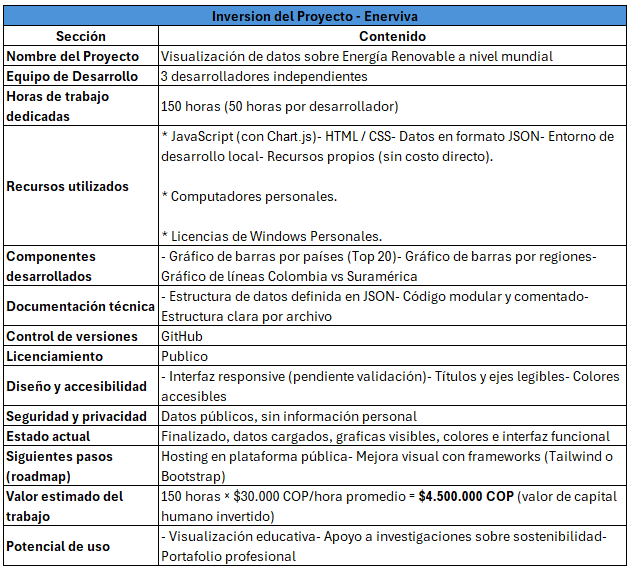 Inversion del Proyecto - Enerviva
Sección Contenido
Nombre del Proyecto Visualización de datos sobre Energía Renovable a nivel mundial
Equipo de Desarrollo 3 desarrolladores independientes
Horas de trabajo
dedicadas
150 horas (50 horas por desarrollador)
Recursos utilizados
* JavaScript (con Chart.js)- HTML / CSS- Datos en formato JSON- Entorno de
desarrollo local- Recursos propios (sin costo directo).
* Computadores personales.
* Licencias de Windows Personales.
Componentes
desarrollados
- Gráfico de barras por países (Top 20)- Gráfico de barras por regiones-
Gráfico de líneas Colombia vs Suramérica
Documentación técnica
- Estructura de datos definida en JSON- Código modular y comentado-
Estructura clara por archivo
Control de versiones GitHub
Licenciamiento Publico
Diseño y accesibilidad
- Interfaz responsive (pendiente validación)- Títulos y ejes legibles- Colores
accesibles
Seguridad y privacidad Datos públicos, sin información personal
Estado actual Finalizado, datos cargados, graficas visibles, colores e interfaz funcional
Siguientes pasos
(roadmap)
Hosting en plataforma pública- Mejora visual con frameworks (Tailwind o
Bootstrap)
Valor estimado del
trabajo
150 horas × $30.000 COP/hora promedio = $4.500.000 COP (valor de capital
humano invertido)
Potencial de uso
- Visualización educativa- Apoyo a investigaciones sobre sostenibilidad-
Portafolio profesional